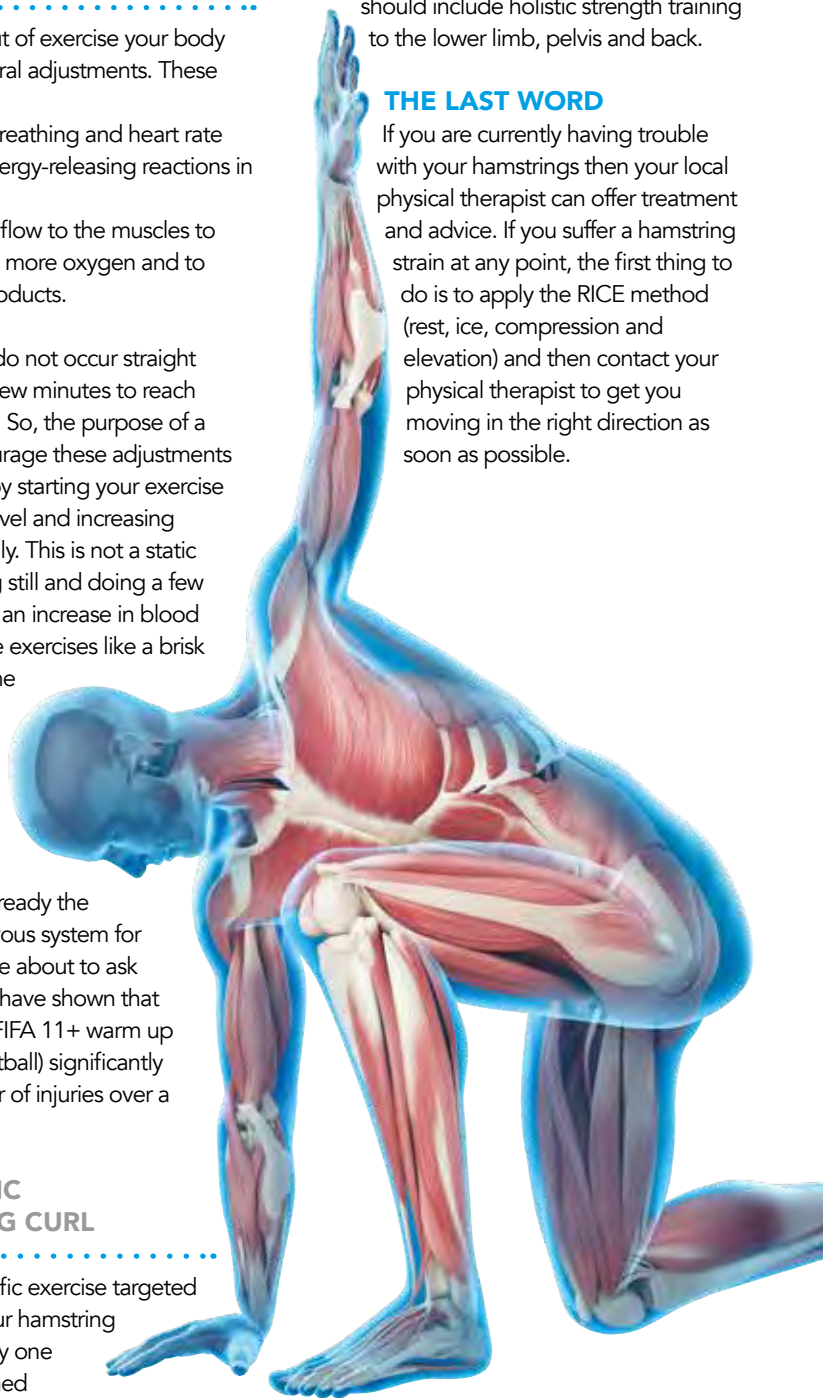 ut of exercise your body
ral adjustments. These
reathing and heart rate
ergy-releasing reactions in
flow to the muscles to
more oxygen and to
oducts.
do not occur straight
ew minutes to reach
So, the purpose of a
urage these adjustments
y starting your exercise
vel and increasing
ly. This is not a static
g still and doing a few
an increase in blood
e exercises like a brisk
ne
ready the
vous system for
e about to ask
have shown that
FIFA 11+ warm up
tball) significantly
r of injuries over a
IC
G CURL
fic exercise targeted
ur hamstring
y one
ned
should include holistic strength training
to the lower limb, pelvis and back.
THE LAST WORD
If you are currently having trouble
with your hamstrings then your local
physical therapist can offer treatment
and advice. If you suffer a hamstring
strain at any point, the first thing to
do is to apply the RICE method
(rest, ice, compression and
elevation) and then contact your
physical therapist to get you
moving in the right direction as
soon as possible.